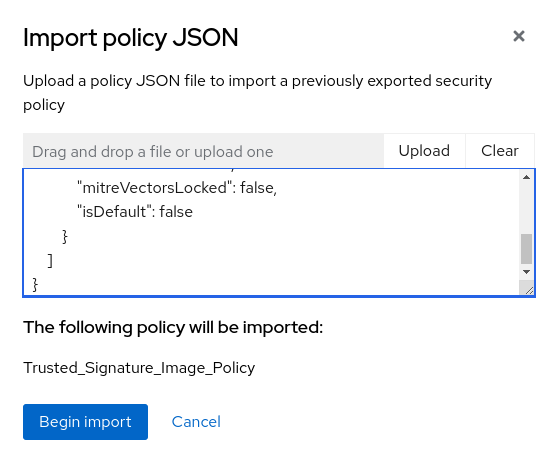 Import policy JSON
Upload a policy JSON file to import a previously exported security
policy
Drag and drop a file or upload one
Upload
Clear
"mitreVectorsLocked": false,
"isDefault": false
}
]
}
The following policy will be imported:
Trusted_Signature_Image_Policy
Begin import
Cancel